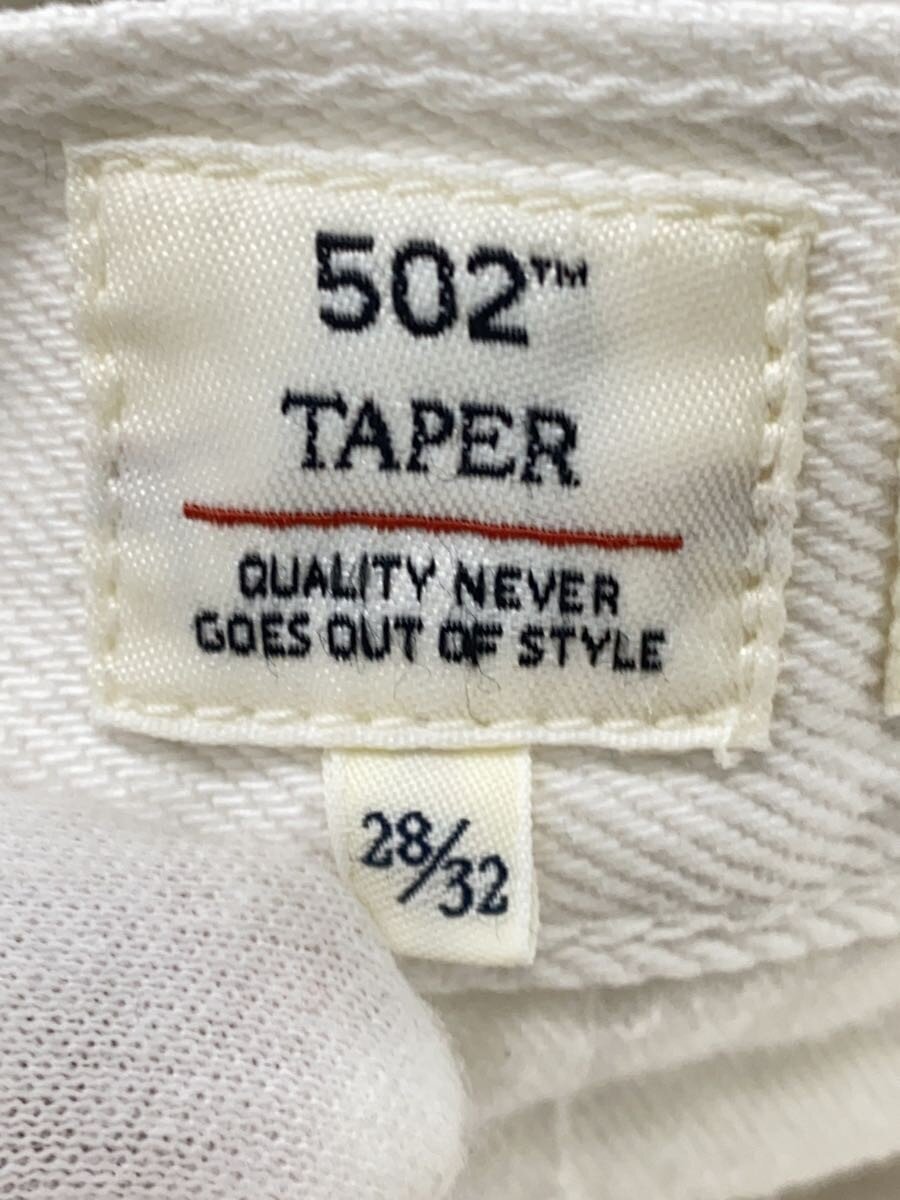 502™
TAPER
QUALITY NEVER
GOES OUT OF STYLE
28/32